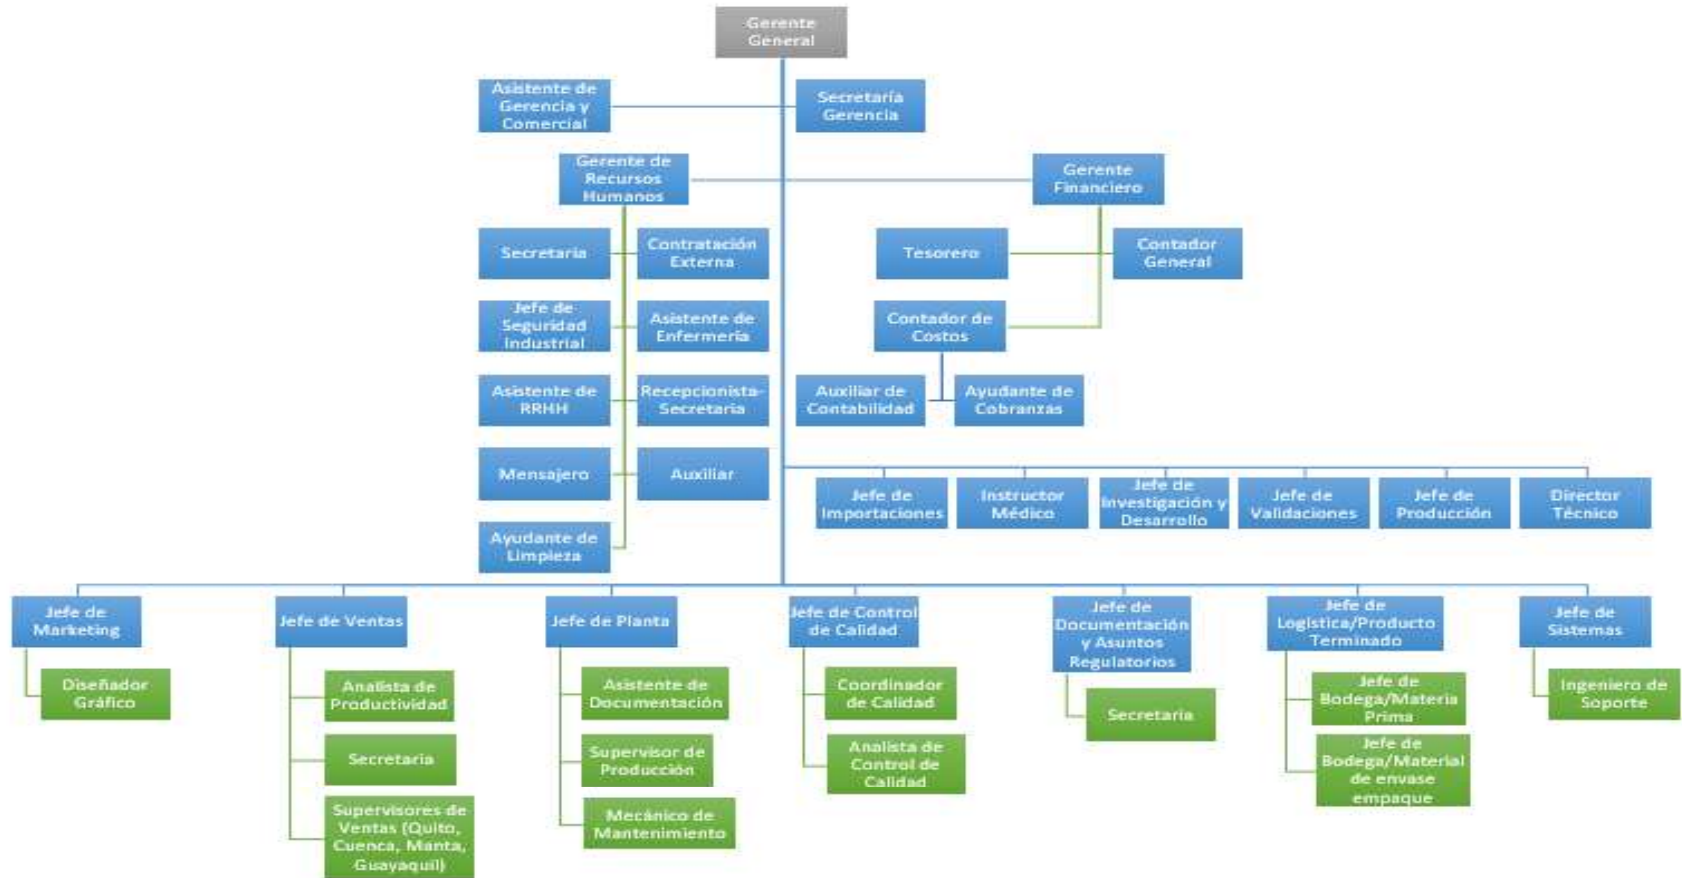 Gerente
General
Asistente de
Gerencia y
Comercial
Secretaría
Gerencia
Gerente de
Recursos
Humanos
Gerente
Financiero
Secretaria
Contratación
Externa
Tesorero
Contador
General
Jefe de
Seguridad
Industrial
Asistente de
Enfermería
Contador de
Costos
Asistente de
RRHH
Recepcionista-
Secretaria
Auxiliar de
Contabilidad
Ayudante de
Cobranzas
Mensajero
Auxiliar
Jefe de
Importaciones
Instructor
Médico
Jefe de
Investigación y
Desarrollo
Jefe de
Validaciones
Jefe de
Producción
Director
Técnico
Ayudante de
Limpieza
Jefe de
Marketing
Jefe de Ventas
Jefe de Planta
Jefe de Control
de Calidad
Jefe de
Documentación
y Asuntos
Regulatorios
Jefe de
Logística/Producto
Terminado
Jefe de
Sistemas
Diseñador
Gráfico
Analista de
Productividad
Secretaria
Supervisores de
Ventas (Quito,
Cuenca, Manta,
Guayaquil)
Asistente de
Documentación
Supervisor de
Producción
Mecánico de
Mantenimiento
Coordinador
de Calidad
Analista de
Control de
Calidad
Secretaria
Jefe de
Bodega/Materia
Prima
Jefe de
Bodega/Material
de envase
empaque
Ingeniero de
Soporte